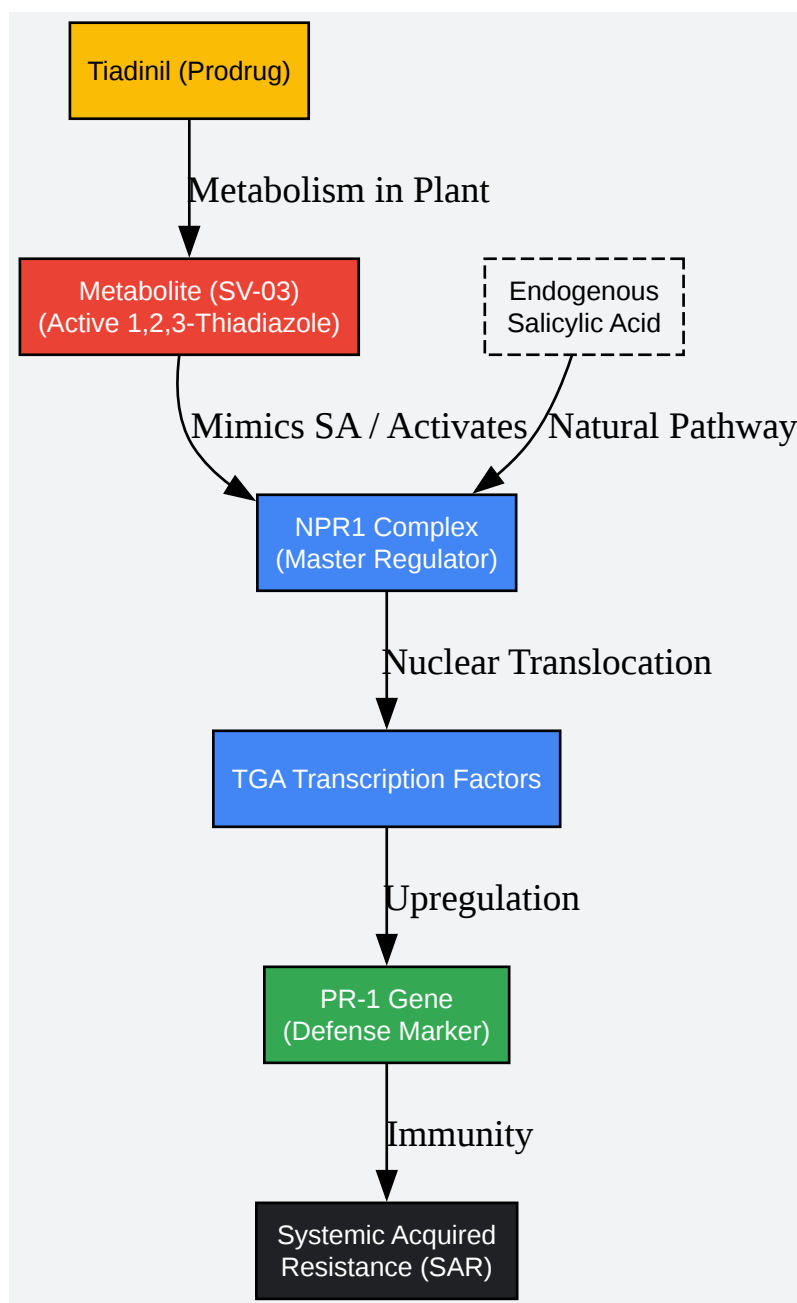 Tiadinil (Prodrug)
Metabolism in Plant
Metabolite (SV-03)
(Active 1,2,3-Thiadiazole)
Endogenous
Salicylic Acid
Mimics SA / Activates
Natural Pathway
NPR1 Complex
(Master Regulator)
Nuclear Translocation
TGA Transcription Factors
Upregulation
PR-1 Gene
(Defense Marker)
Immunity
Systemic Acquired
Resistance (SAR)